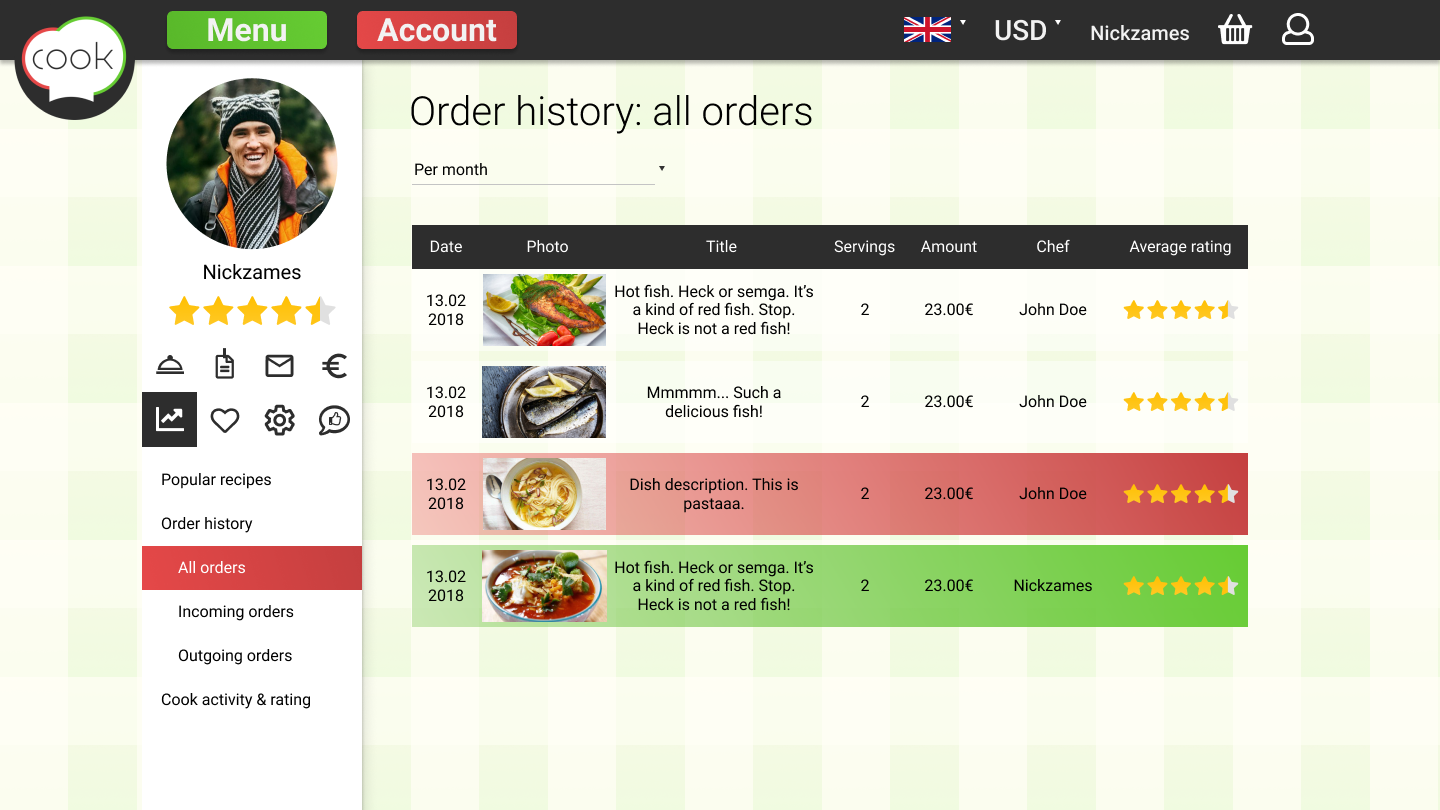 cook
Menu
Account
USD
Nickzames
Nickzames
Popular recipes
Order history
All orders
Incoming orders
Outgoing orders
Cook activity & rating
Order history: all orders
Per month
Date Photo Title Servings Amount Chef Average rating
13.02
2018
Hot fish. Heck or semga. It’s
a kind of red fish. Stop.
Heck is not a red fish!
2
23.00€
John Doe
13.02
2018
Mmmmm... Such a
delicious fish!
2
23.00€
John Doe
13.02
2018
Dish description. This is
pastaaa.
2
23.00€
John Doe
13.02
2018
Hot fish. Heck or semga. It’s
a kind of red fish. Stop.
Heck is not a red fish!
2
23.00€
Nickzames